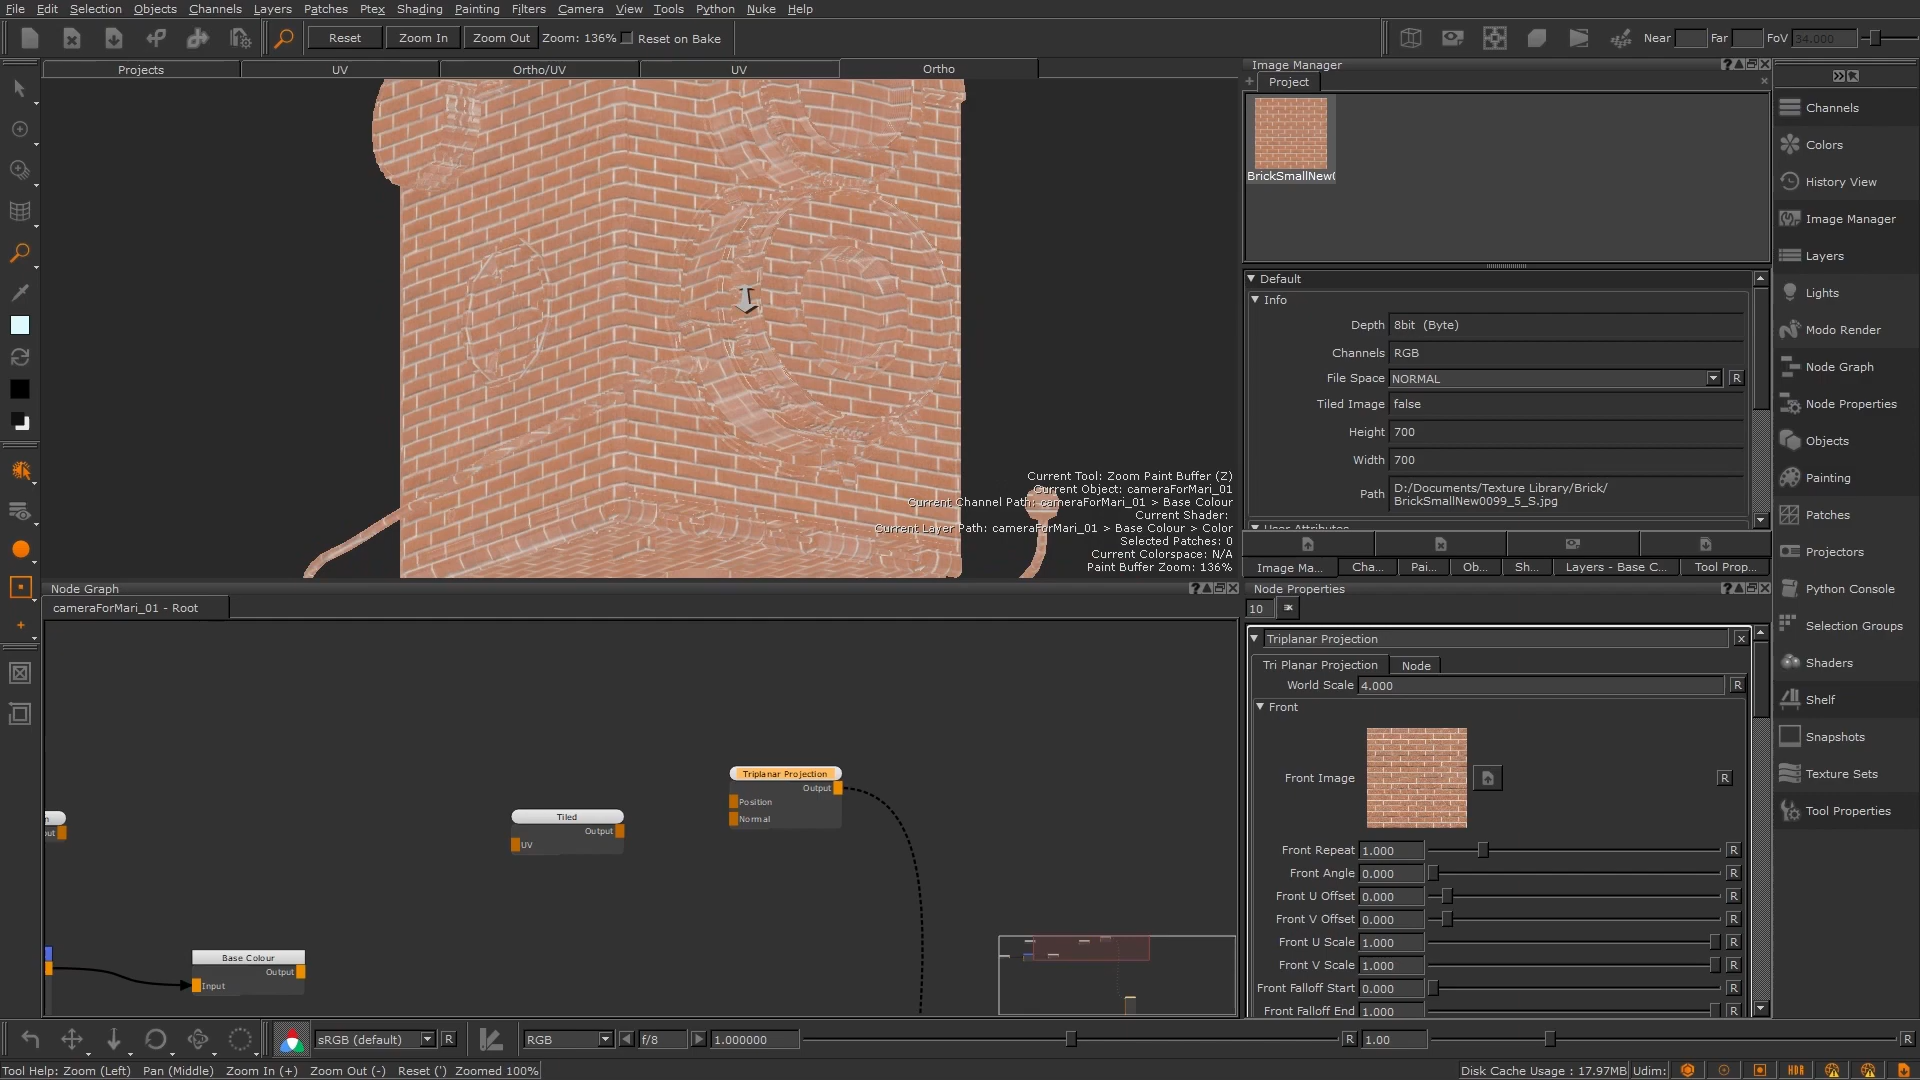 File Edit Selection Objects Channels Layers Patches Ptex Shading Painting Filters Camera View Tools Python Nuke Help
Reset Zoom In Zoom Out Zoom: 136% Reset on Bake Near Far FoV 34.000
Projects UV Ortho/UV UV Ortho
Image Manager
Project
BrickSmallNew0
Default
Info
Depth 8bit (Byte)
Channels RGB
File Space NORMAL R
Tiled Image false
Height 700
Width 700
Path D:/Documents/Texture Library/Brick/
BrickSmallNew0099_5_S.jpg
User Attributes
Image Ma... Cha... Pai... Ob... Sh... Layers - Base C... Tool Prop...
Channels
Colors
History View
Image Manager
Layers
Lights
Modo Render
Node Graph
Node Properties
Objects
Painting
Patches
Projectors
Python Console
Selection Groups
Shaders
Shelf
Snapshots
Texture Sets
Tool Properties
Current Tool: Zoom Paint Buffer (Z)
Current Object: cameraForMari_01
Current Channel Path: cameraForMari_01 > Base Colour
Current Shader:
Current Layer Path: cameraForMari_01 > Base Colour > Color
Selected Patches: 0
Current Colorspace: N/A
Paint Buffer Zoom: 136%
Node Graph
cameraForMari_01 - Root
Triplanar Projection
Output
Position
Normal
Tiled
Output
UV
Base Colour
Output
Input
Node Properties
10
Triplanar Projection x
Tri Planar Projection Node
World Scale 4.000 R
Front
Front Image R
Front Repeat 1.000 R
Front Angle 0.000 R
Front U Offset 0.000 R
Front V Offset 0.000 R
Front U Scale 1.000 R
Front V Scale 1.000 R
Front Falloff Start 0.000 R
Front Falloff End 1.000 R
sRGB (default) R RGB f/8 1.000000 R 1.00 R
Tool Help: Zoom (Left) Pan (Middle) Zoom In (+) Zoom Out (-) Reset (') Zoomed 100% Disk Cache Usage : 17.97MB Udim: HDR